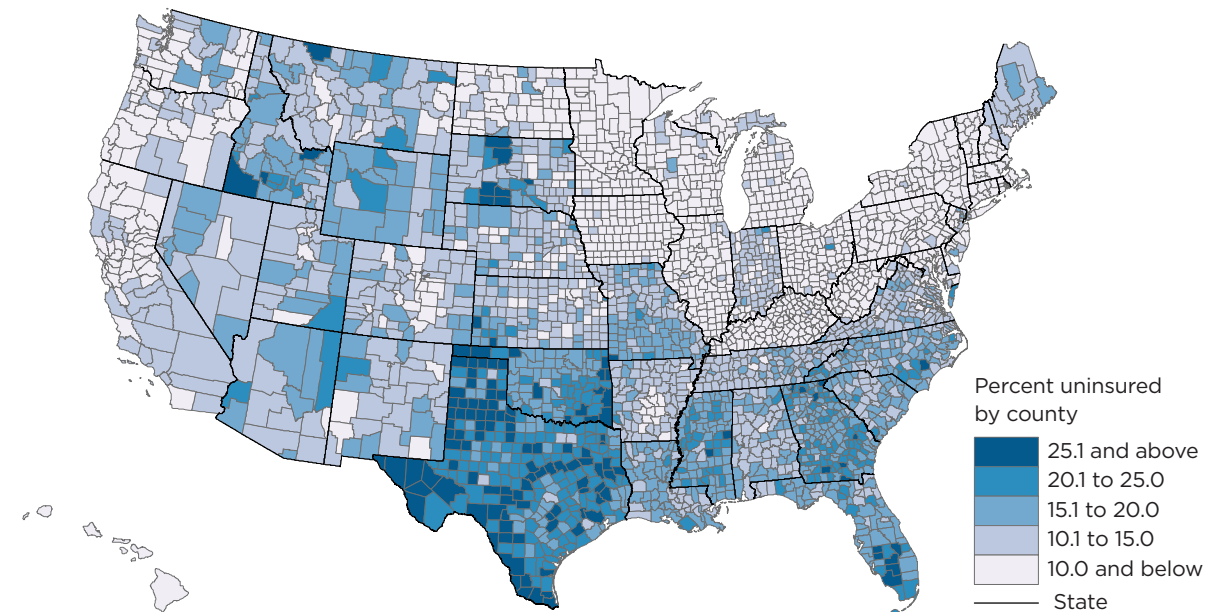 Percent uninsured
by county
25.1 and above
20.1 to 25.0
15.1 to 20.0
10.1 to 15.0
10.0 and below
State